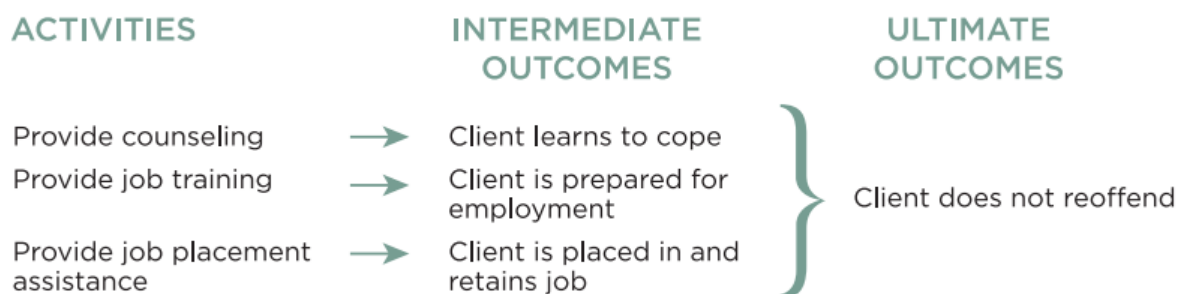 ACTIVITIES
INTERMEDIATE
OUTCOMES
ULTIMATE
OUTCOMES
Provide counseling
Client learns to cope
Provide job training
Client is prepared for
employment
Provide job placement
assistance
Client is placed in and
retains job
Client does not reoffend